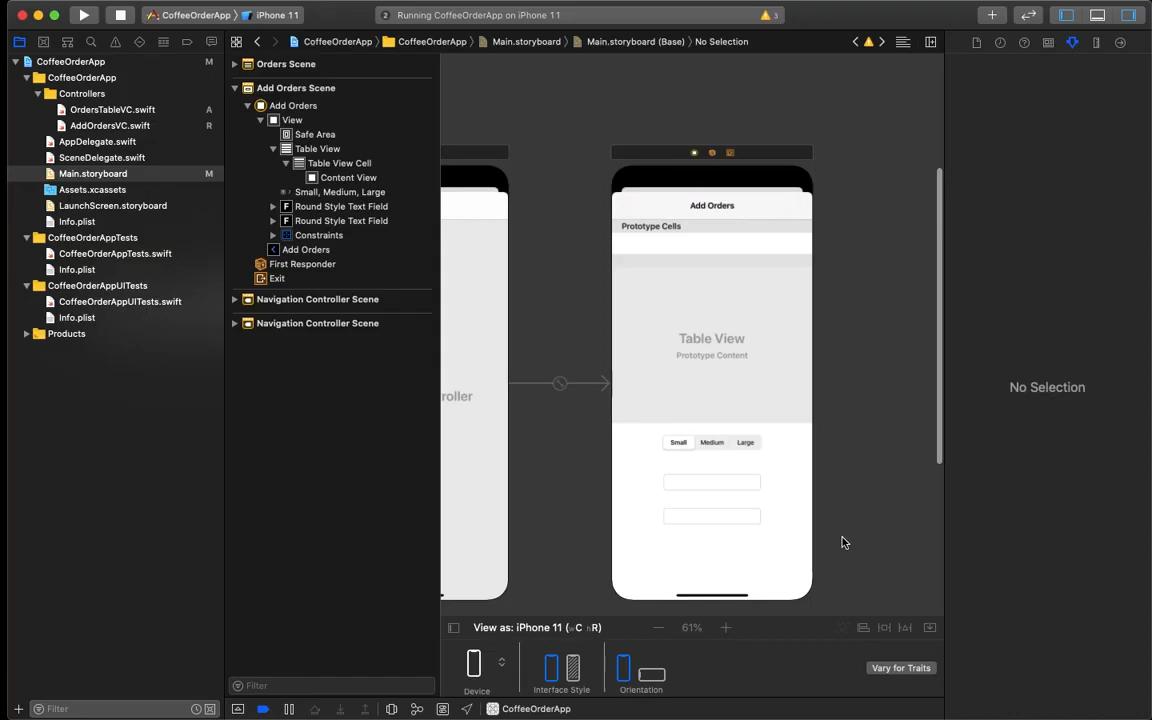 CoffeeOrderApp 〉 iPhone 11
2 Running CoffeeOrderApp on iPhone 11 3
CoffeeOrderApp 〉 CoffeeOrderApp 〉 Main.storyboard 〉 Main.storyboard (Base) 〉 No Selection
CoffeeOrderApp M
CoffeeOrderApp
Controllers
OrdersTableVC.swift A
AddOrdersVC.swift R
AppDelegate.swift
SceneDelegate.swift
Main.storyboard M
Assets.xcassets
LaunchScreen.storyboard
Info.plist
CoffeeOrderAppTests
CoffeeOrderAppTests.swift
Info.plist
CoffeeOrderAppUITests
CoffeeOrderAppUITests.swift
Info.plist
Products
Filter
Orders Scene
Add Orders Scene
Add Orders
View
Safe Area
Table View
Table View Cell
Content View
Small, Medium, Large
F Round Style Text Field
F Round Style Text Field
Constraints
Add Orders
First Responder
Exit
Navigation Controller Scene
Navigation Controller Scene
Filter
roller
Add Orders
Prototype Cells
Table View
Prototype Content
Small Medium Large
View as: iPhone 11 (wC hR)
61%
Device
Interface Style
Orientation
Vary for Traits
CoffeeOrderApp
No Selection